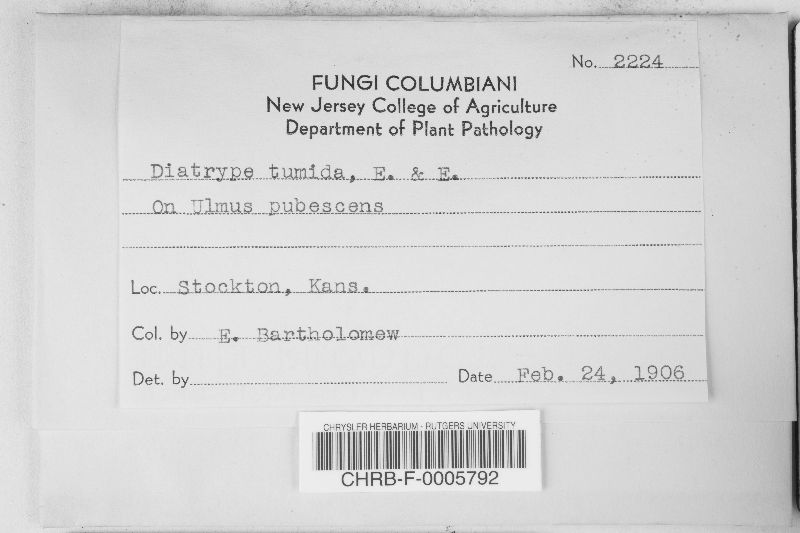 No. 2224
FUNGI COLUMBIANI
New Jersey College of Agriculture
Department of Plant Pathology
Diatrype tumida, E. & E.
On Ulmus pubescens
Loc. Stockton, Kans.
Col. by E. Bartholomew
Det. by Date Feb. 24, 1906
CHRYSLER HERBARIUM - RUTGERS UNIVERSITY
CHRB-F-0005792